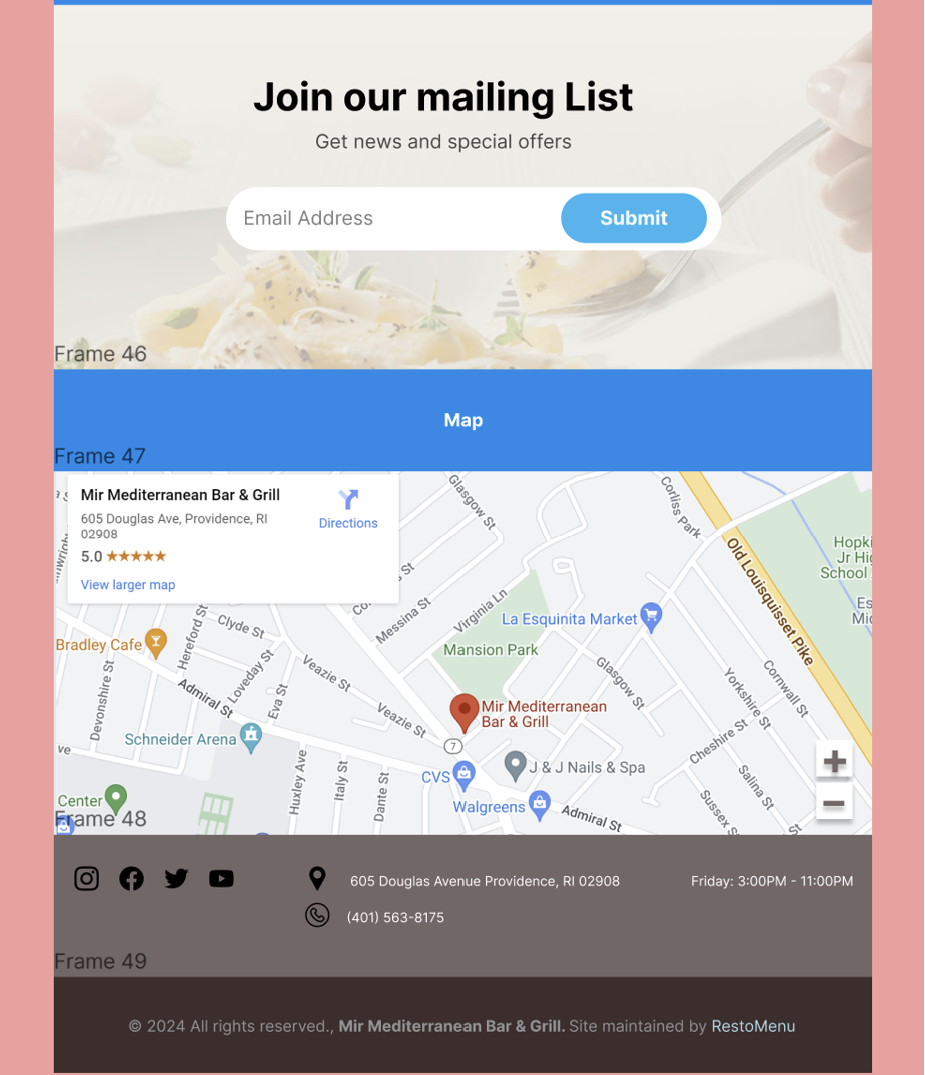 Join our mailing List
Get news and special offers
Email Address
Submit
Frame 46
Map
Frame 47
Mir Mediterranean Bar & Grill
605 Douglas Ave, Providence, RI
02908
5.0
Directions
View larger map
Glasgow St
Corliss Park
Old Louisquisset Pike
Hopki
Jr Hig
School
Es
Mid
Messina St
Virginia Ln
La Esquinita Market
Bradley Cafe
Hereford St
Clyde St
Mansion Park
Devonshire St
Admiral St
Loveday St
Eva St
Veazie St
Glasgow St
Yorkshire St
Cornwall St
Mir Mediterranean
Bar & Grill
Veazie St
Schneider Arena
7
Cheshire St
ve
Huxley Ave
Italy St
Dante St
CVS
J & J Nails & Spa
Salina St
Center
Walgreens
Admiral St
Sussex St
Frame 48
605 Douglas Avenue Providence, RI 02908
Friday: 3:00PM - 11:00PM
(401) 563-8175
Frame 49
© 2024 All rights reserved., Mir Mediterranean Bar & Grill. Site maintained by RestoMenu